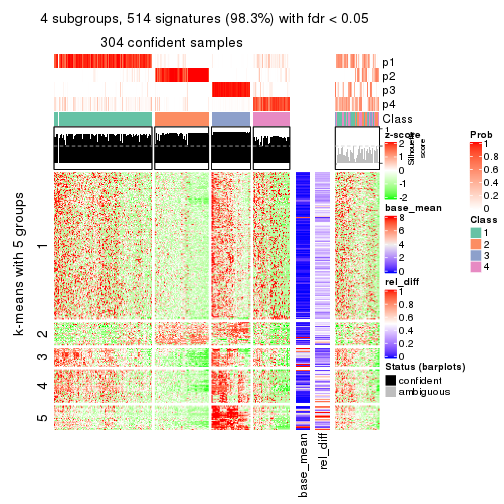 4 subgroups, 514 signatures (98.3%) with fdr < 0.05
304 confident samples
p1
p2
p3
p4
Class
z-score
2
1
0
-1
-2
1
Silhouette
score
base_mean
8
6
4
2
0
rel_diff
1
0.8
0.6
0.4
0.2
0
Status (barplots)
confident
ambiguous
Prob
1
0.8
0.6
0.4
0.2
0
Class
1
2
3
4
k-means with 5 groups
1
2
3
4
5
base_mean
rel_diff